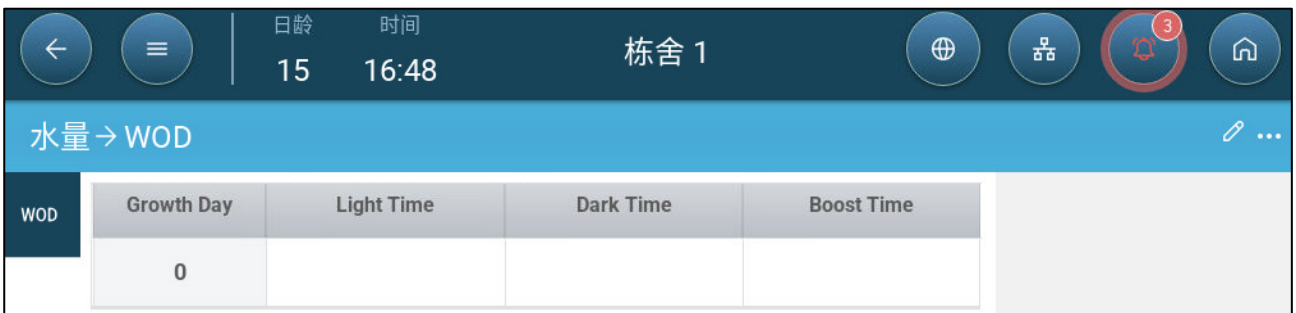 日龄 时间
15 16:48 栋舍 1 3
水量→WOD
WOD Growth Day Light Time Dark Time Boost Time
0